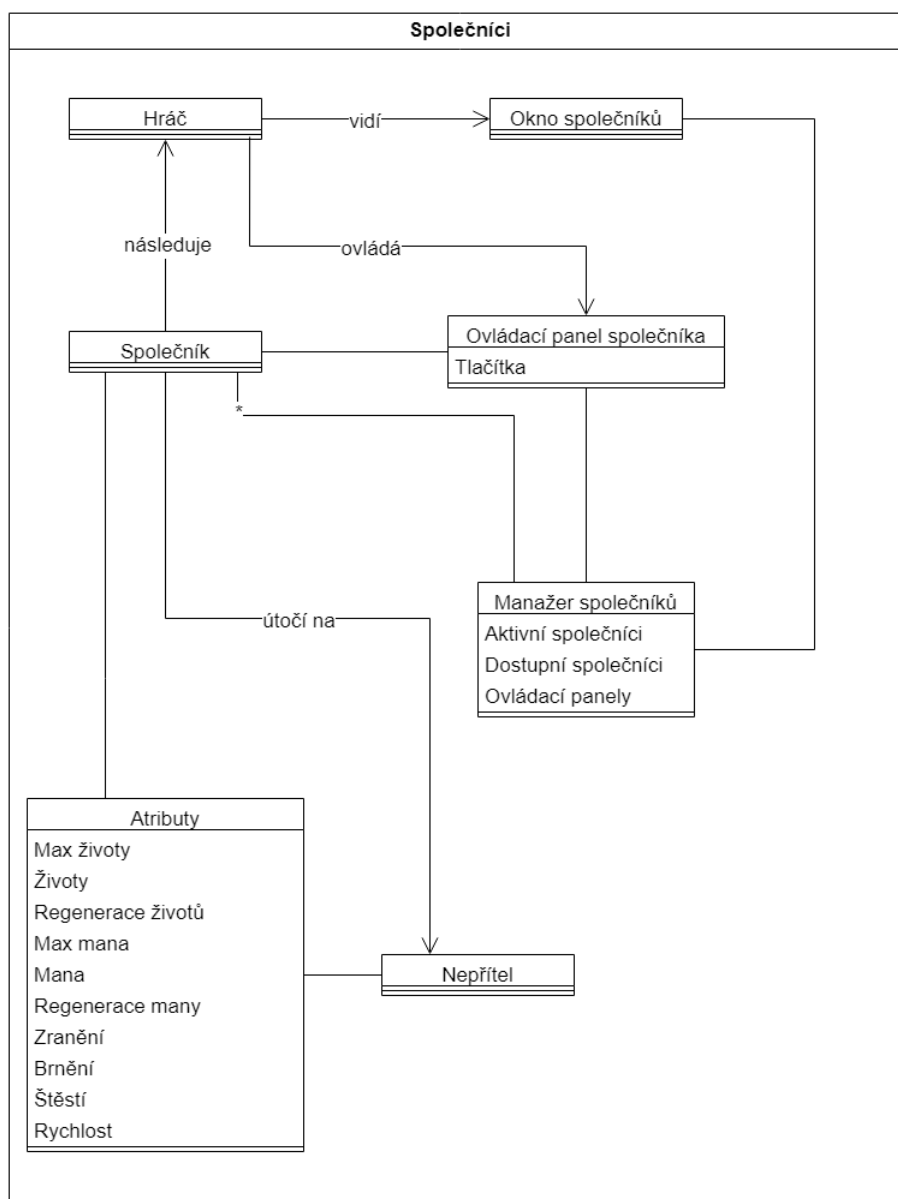 Společníci
Hráč
vidí
Okno společníků
následuje
ovládá
Společník
Ovládací panel společníka
Tlačítka
*
útočí na
Manažer společníků
Aktivní společníci
Dostupní společníci
Ovládací panely
Atributy
Max životy
Životy
Regenerace životů
Max mana
Mana
Regenerace many
Zranění
Brnění
Štěstí
Rychlost
Nepřítel